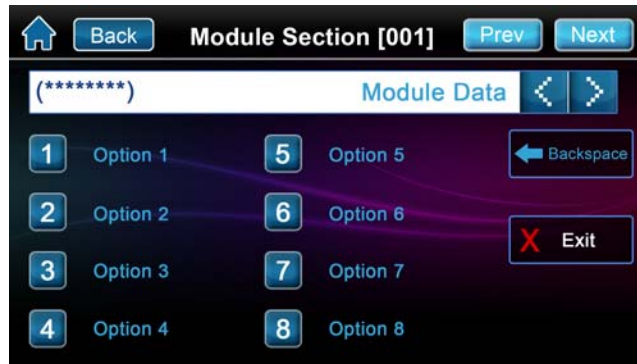 Back Module Section [001] Prev Next
(********) Module Data < >
1 Option 1 5 Option 5 Backspace
2 Option 2 6 Option 6
X Exit
3 Option 3 7 Option 7
4 Option 4 8 Option 8